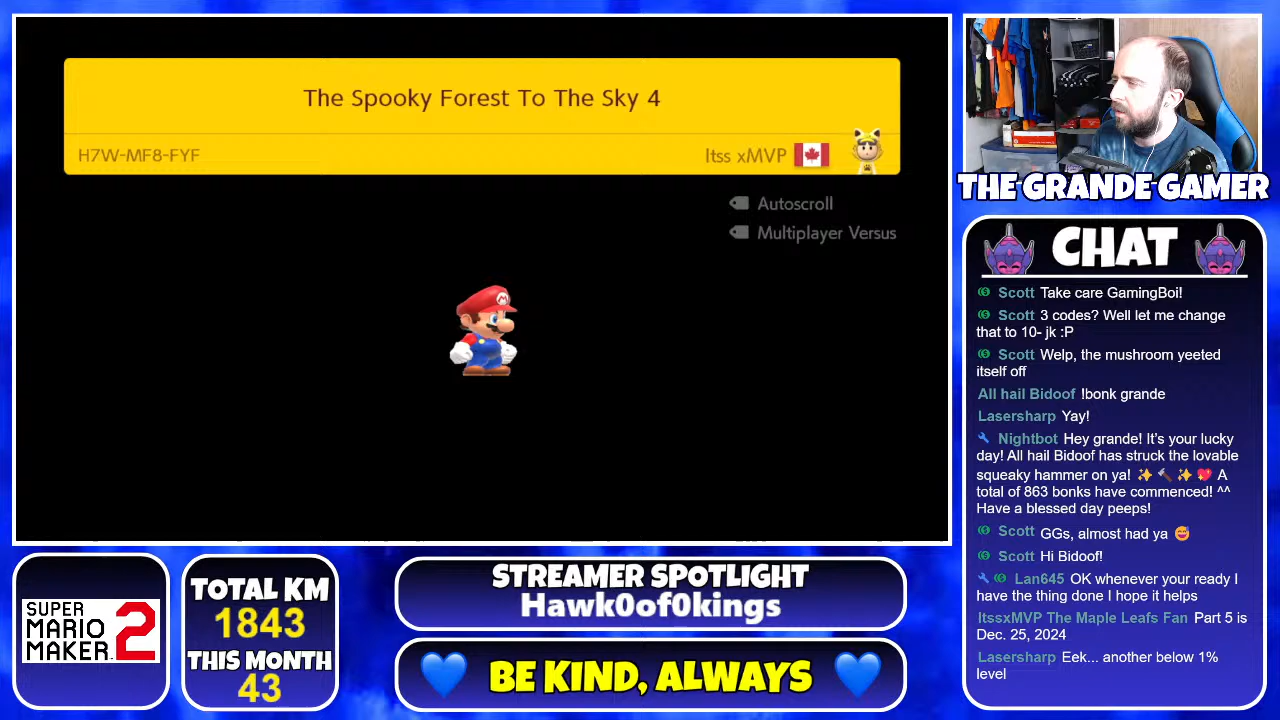 The Spooky Forest To The Sky 4
H7W-MF8-FYF
Itss xMVP
Autoscroll
Multiplayer Versus
THE GRANDE GAMER
CHAT
Scott Take care GamingBoi!
Scott 3 codes? Well let me change
that to 10- jk :P
Scott Welp, the mushroom yeeted
itself off
All hail Bidoof !bonk grande
Lasersharp Yay!
Nightbot Hey grande! It's your lucky
day! All hail Bidoof has struck the lovable
squeaky hammer on ya! ✨ 🔨 ✨ 💖 A
total of 863 bonks have commenced! ^^
Have a blessed day peeps!
Scott GGs, almost had ya 😅
Scott Hi Bidoof!
Lan645 OK whenever your ready I
have the thing done I hope it helps
ItssxMVP The Maple Leafs Fan Part 5 is
Dec. 25, 2024
Lasersharp Eek... another below 1%
level
SUPER
MARIO
MAKER 2
TOTAL KM
1843
THIS MONTH
43
STREAMER SPOTLIGHT
Hawk0of0kings
💙 BE KIND, ALWAYS 💙